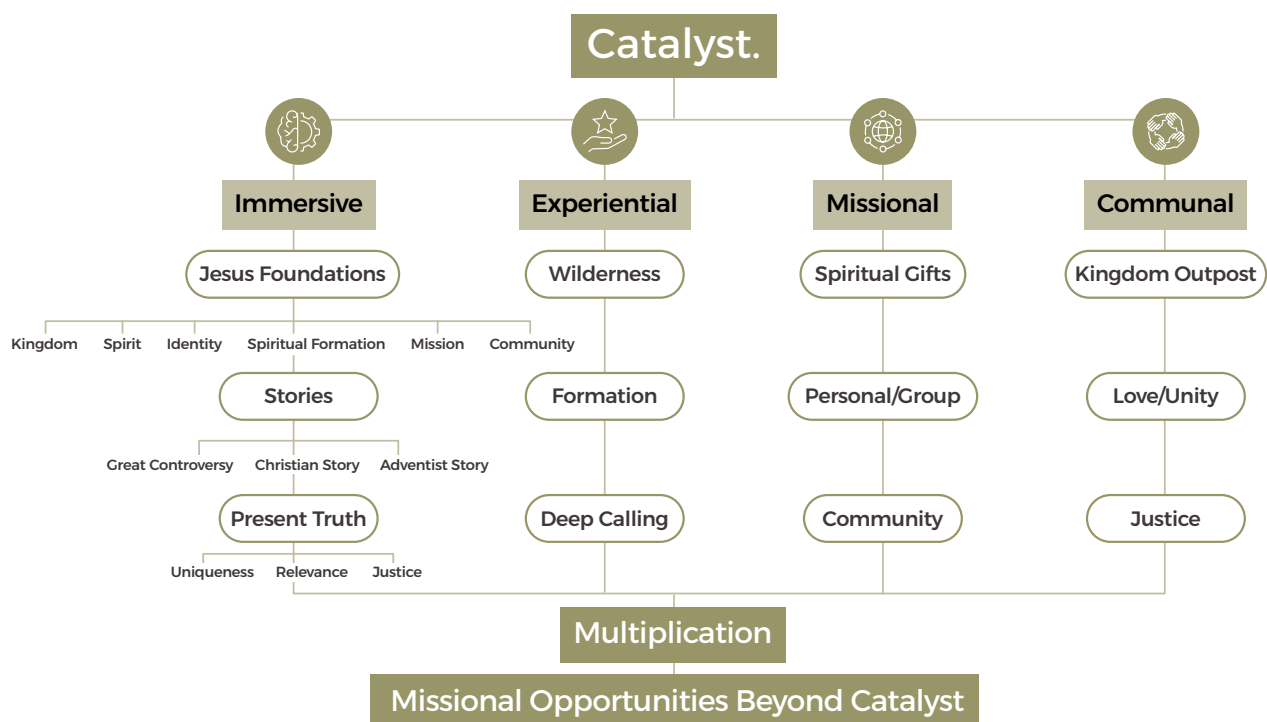 Catalyst.
Immersive Experiential Missional Communal
Jesus Foundations Wilderness Spiritual Gifts Kingdom Outpost
Kingdom Spirit Identity Spiritual Formation Mission Community
Stories Formation Personal/Group Love/Unity
Great Controversy Christian Story Adventist Story
Present Truth Deep Calling Community Justice
Uniqueness Relevance Justice
Multiplication
Missional Opportunities Beyond Catalyst